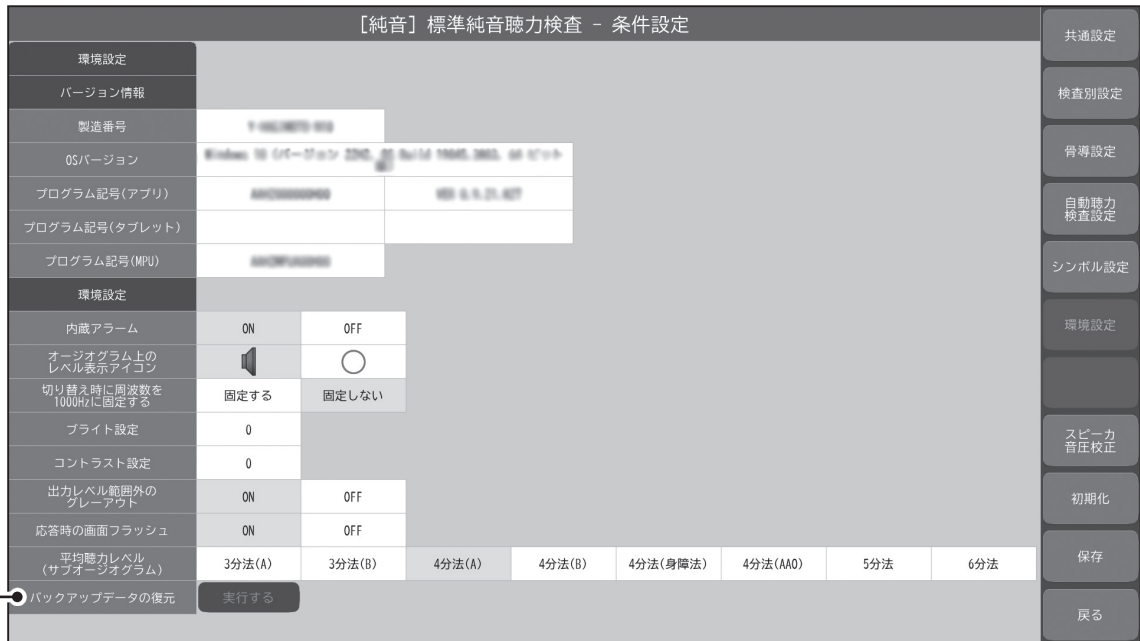 [純音] 標準純音聴力検査 - 条件設定
環境設定
バージョン情報
製造番号
OSバージョン
プログラム記号(アプリ)
プログラム記号(タブレット)
プログラム記号(MPU)
環境設定
内蔵アラーム ON OFF
オージオグラム上の
レベル表示アイコン
切り替え時に周波数を
1000Hzに固定する 固定する 固定しない
ブライト設定 0
コントラスト設定 0
出力レベル範囲外の
グレーアウト ON OFF
応答時の画面フラッシュ ON OFF
平均聴力レベル
(サブオージオグラム) 3分法(A) 3分法(B) 4分法(A) 4分法(B) 4分法(身障法) 4分法(AAO) 5分法 6分法
バックアップデータの復元 実行する
共通設定
検査別設定
骨導設定
自動聴力
検査設定
シンボル設定
環境設定
スピーカ
音圧校正
初期化
保存
戻る